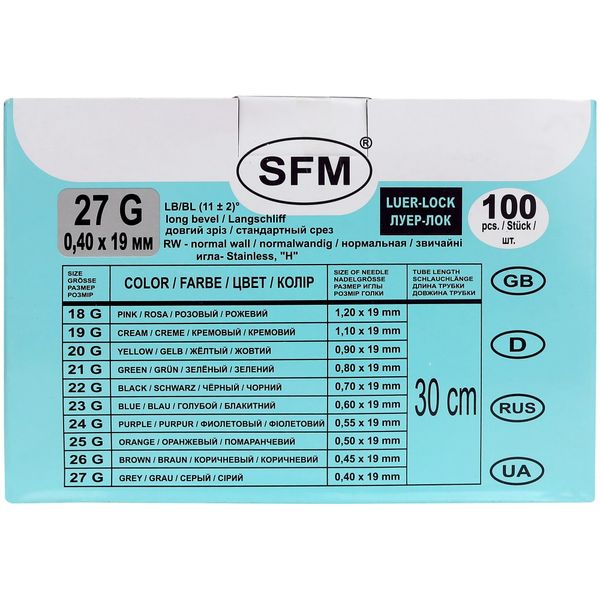 SFM®
27 G
0,40 x 19 мм
LB/BL (11 ± 2)°
long bevel / Langschliff
довгий зріз / стандартный срез
RW - normal wall / normalwandig / нормальная / звичайні
игла- Stainless, "H"
LUER-LOCK
ЛУЕР-ЛОК
100
pcs. / Stück /
шт.
SIZE
GRÖSSE
РАЗМЕР
РОЗМІР
COLOR / FARBE / ЦВЕТ / КОЛІР
SIZE OF NEEDLE
NADELGRÖSSE
РАЗМЕР ИГЛЫ
РОЗМІР ГОЛКИ
TUBE LENGTH
SCHLAUCHLÄNGE
ДЛИНА ТРУБКИ
ДОВЖИНА ТРУБКИ
18 G PINK / ROSA / РОЗОВЫЙ / РОЖЕВИЙ 1,20 x 19 mm
19 G CREAM / CREME / КРЕМОВЫЙ / КРЕМОВИЙ 1,10 x 19 mm
20 G YELLOW / GELB / ЖЁЛТЫЙ / ЖОВТИЙ 0,90 x 19 mm
21 G GREEN / GRÜN / ЗЕЛЁНЫЙ / ЗЕЛЕНИЙ 0,80 x 19 mm
22 G BLACK / SCHWARZ / ЧЁРНЫЙ / ЧОРНИЙ 0,70 x 19 mm
23 G BLUE / BLAU / ГОЛУБОЙ / БЛАКИТНИЙ 0,60 x 19 mm
24 G PURPLE / PURPUR / ФИОЛЕТОВЫЙ / ФІОЛЕТОВИЙ 0,55 x 19 mm
25 G ORANGE / ОРАНЖЕВЫЙ / ПОМАРАНЧЕВИЙ 0,50 x 19 mm
26 G BROWN / BRAUN / КОРИЧНЕВЫЙ / КОРИЧНЕВИЙ 0,45 x 19 mm
27 G GREY / GRAU / СЕРЫЙ / СІРИЙ 0,40 x 19 mm
30 cm
GB
D
RUS
UA